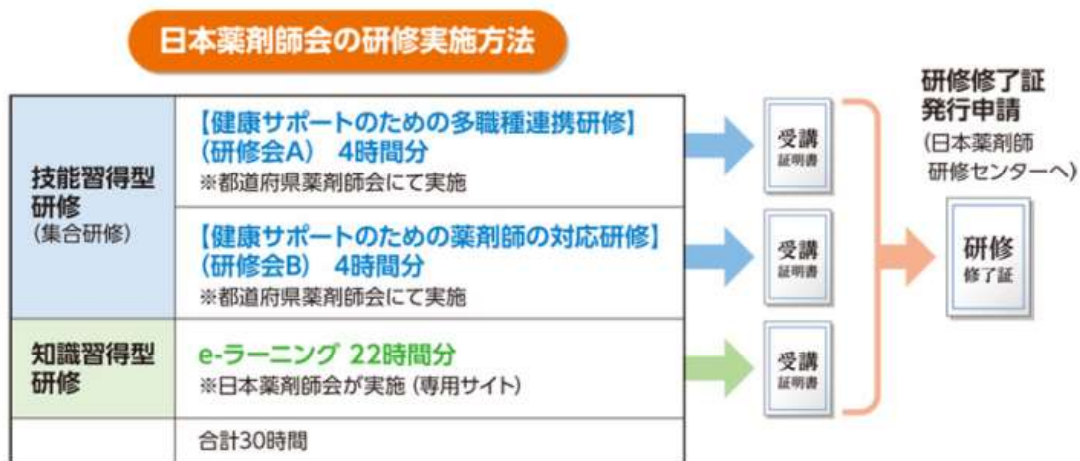 日本薬剤師会の研修実施方法
技能習得型
研修
(集合研修)
【健康サポートのための多職種連携研修】
(研修会A) 4時間分
※都道府県薬剤師会にて実施
【健康サポートのための薬剤師の対応研修】
(研修会B) 4時間分
※都道府県薬剤師会にて実施
知識習得型
研修
e-ラーニング 22時間分
※日本薬剤師会が実施 (専用サイト)
合計30時間
受講
証明書
受講
証明書
受講
証明書
研修修了証
発行申請
(日本薬剤師
研修センターへ)
研修
修了証